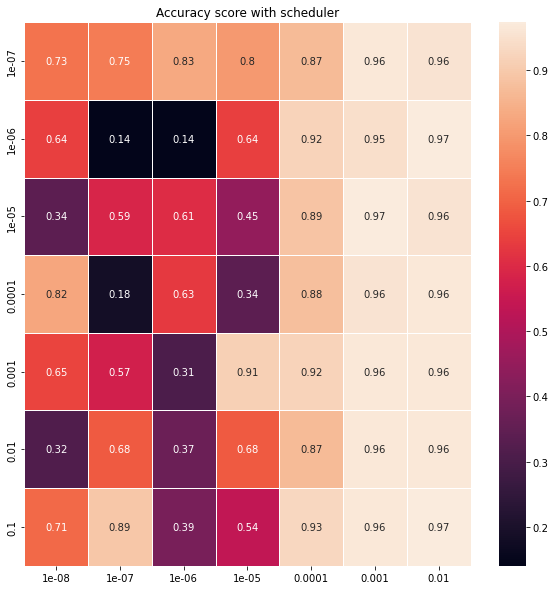 Accuracy score with scheduler
1e-07 0.73 0.75 0.83 0.8 0.87 0.96 0.96
1e-06 0.64 0.14 0.14 0.64 0.92 0.95 0.97
1e-05 0.34 0.59 0.61 0.45 0.89 0.97 0.96
0.0001 0.82 0.18 0.63 0.34 0.88 0.96 0.96
0.001 0.65 0.57 0.31 0.91 0.92 0.96 0.96
0.01 0.32 0.68 0.37 0.68 0.87 0.96 0.96
0.1 0.71 0.89 0.39 0.54 0.93 0.96 0.97
1e-08 1e-07 1e-06 1e-05 0.0001 0.001 0.01
0.9
0.8
0.7
0.6
0.5
0.4
0.3
0.2